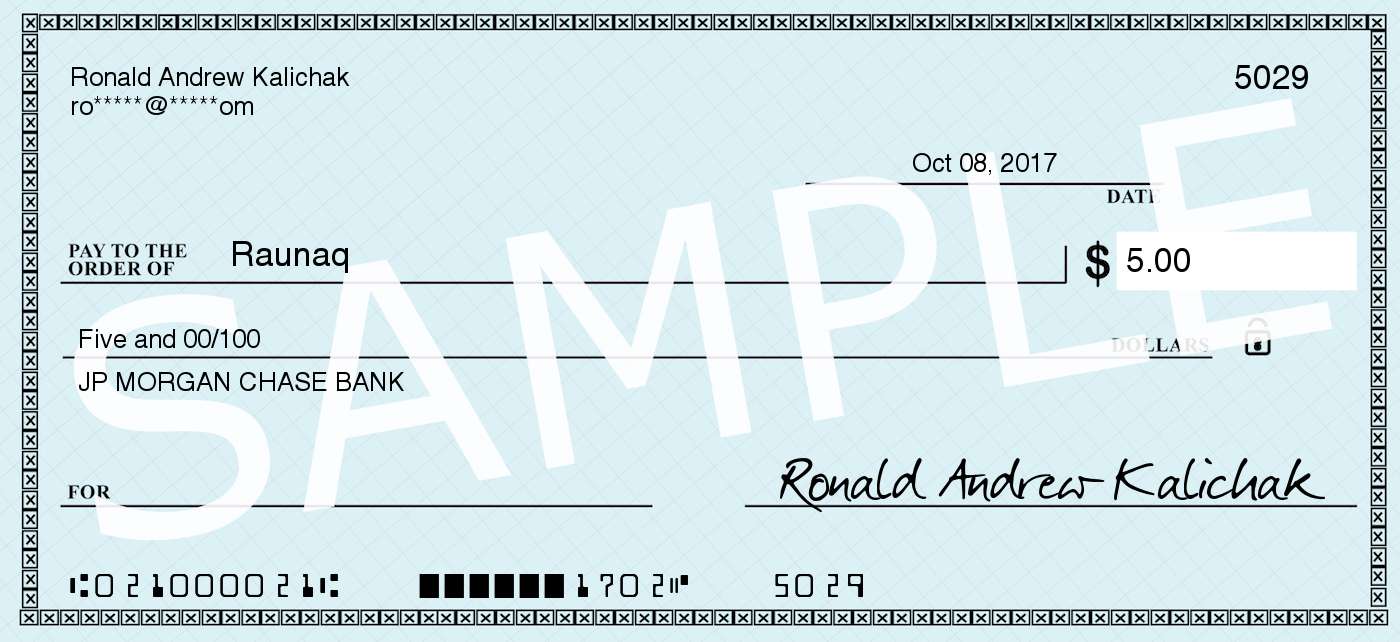 Ronald Andrew Kalichak
5029
ro*****@*****om
Oct 08, 2017
DATE
PAY TO THE
ORDER OF
Raunaq
$ 5.00
Five and 00/100
DOLLARS
JP MORGAN CHASE BANK
SAMPLE
FOR
Ronald Andrew Kalichak
⑆021000021⑆ ■■■■■■1702⑈ 5029